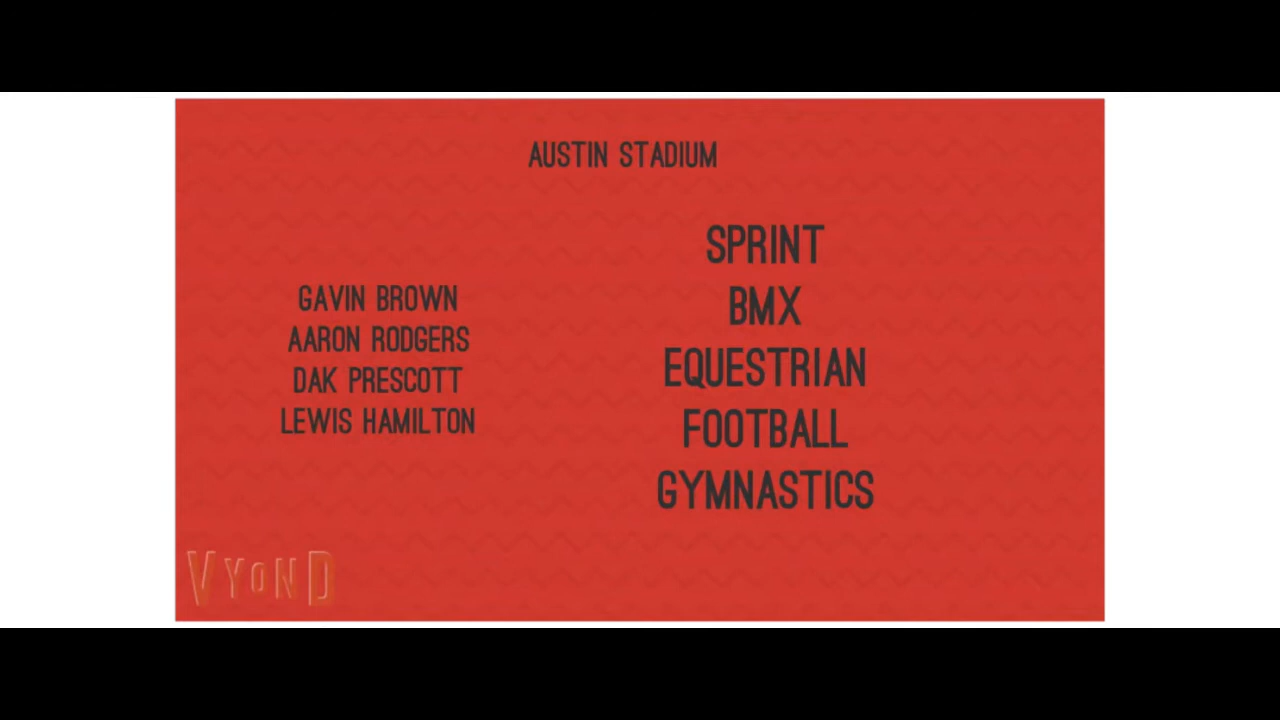 AUSTIN STADIUM
GAVIN BROWN
AARON RODGERS
DAK PRESCOTT
LEWIS HAMILTON
SPRINT
BMX
EQUESTRIAN
FOOTBALL
GYMNASTICS
VYOND